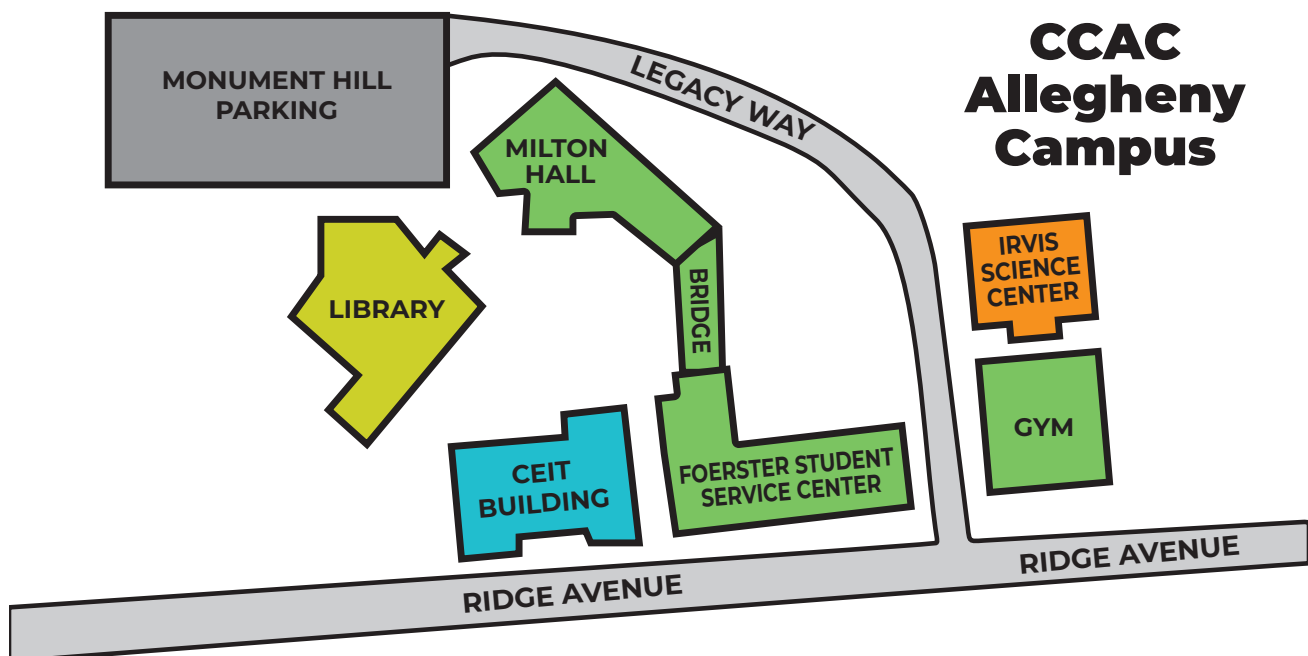 CCAC
Allegheny
Campus
MONUMENT HILL
PARKING
LEGACY WAY
MILTON
HALL
IRVIS
SCIENCE
CENTER
LIBRARY
BRIDGE
GYM
FOERSTER STUDENT
SERVICE CENTER
CEIT
BUILDING
RIDGE AVENUE
RIDGE AVENUE